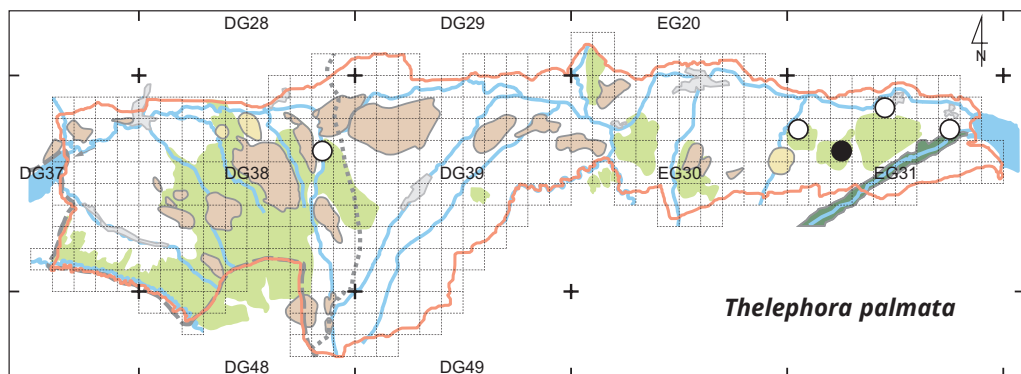 DG28 DG29 EG20
N
DG37 DG38 DG39 EG30 EG31
Thelephora palmata
DG48 DG49